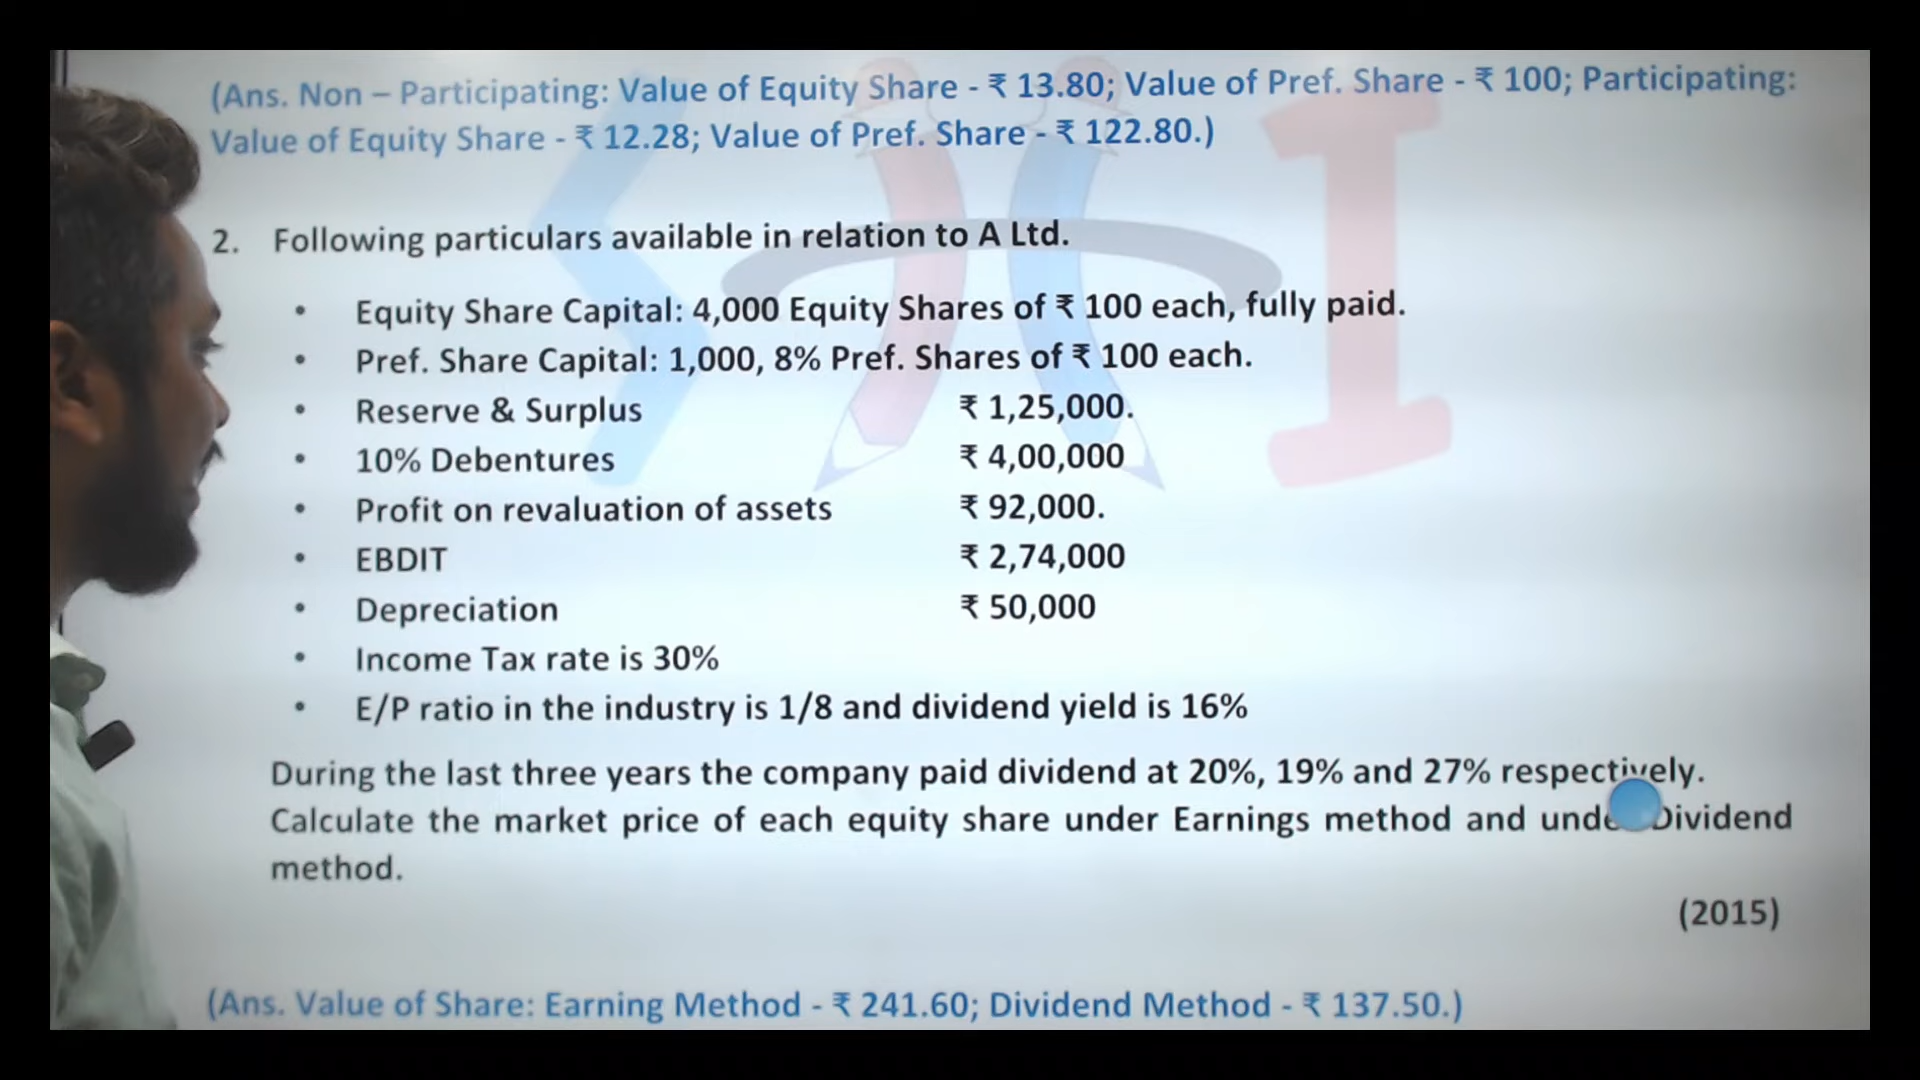 (Ans. Non – Participating: Value of Equity Share - ₹ 13.80; Value of Pref. Share - ₹ 100; Participating:
Value of Equity Share - ₹ 12.28; Value of Pref. Share - ₹ 122.80.)
2. Following particulars available in relation to A Ltd.
• Equity Share Capital: 4,000 Equity Shares of ₹ 100 each, fully paid.
• Pref. Share Capital: 1,000, 8% Pref. Shares of ₹ 100 each.
• Reserve & Surplus ₹ 1,25,000.
• 10% Debentures ₹ 4,00,000
• Profit on revaluation of assets ₹ 92,000.
• EBDIT ₹ 2,74,000
• Depreciation ₹ 50,000
• Income Tax rate is 30%
• E/P ratio in the industry is 1/8 and dividend yield is 16%
During the last three years the company paid dividend at 20%, 19% and 27% respectively.
Calculate the market price of each equity share under Earnings method and under Dividend
method.
(2015)
(Ans. Value of Share: Earning Method - ₹ 241.60; Dividend Method - ₹ 137.50.)